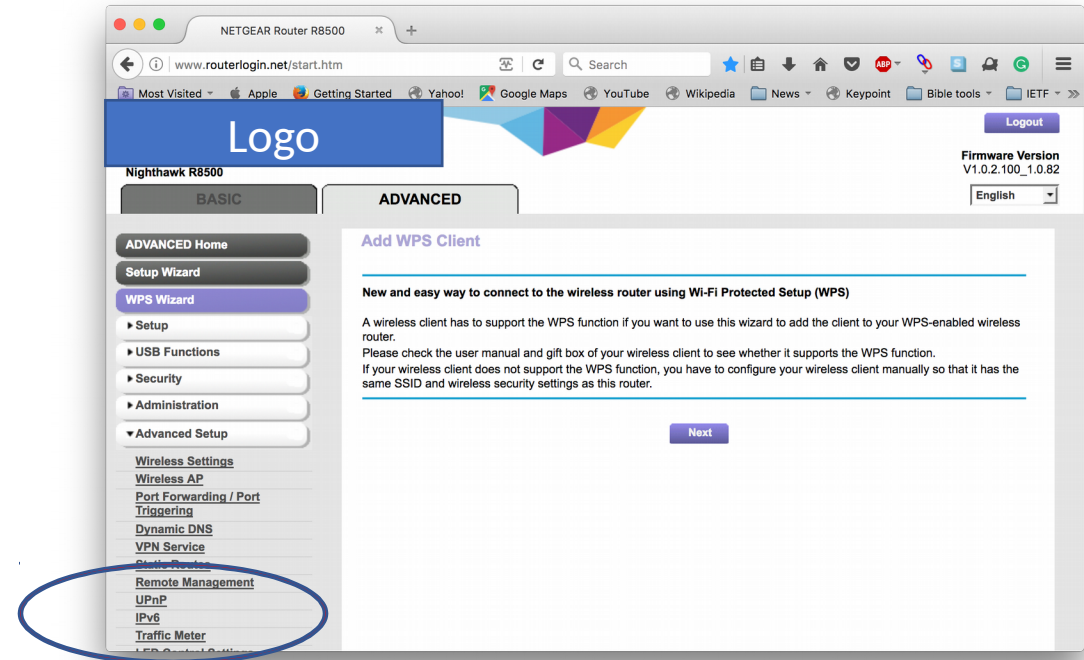 NETGEAR Router R8500
www.routerlogin.net/start.htm
Search
ABP
S
G
Most Visited
Apple
Getting Started
Yahoo!
Google Maps
YouTube
Wikipedia
News
Keypoint
Bible tools
IETF
Logo
Logout
Nighthawk R8500
Firmware Version
V1.0.2.100_1.0.82
BASIC
ADVANCED
English
ADVANCED Home
Setup Wizard
WPS Wizard
Setup
USB Functions
Security
Administration
Advanced Setup
Wireless Settings
Wireless AP
Port Forwarding / Port
Triggering
Dynamic DNS
VPN Service
Static Routes
Remote Management
UPnP
IPv6
Traffic Meter
LED Control Settings
Add WPS Client
New and easy way to connect to the wireless router using Wi-Fi Protected Setup (WPS)
A wireless client has to support the WPS function if you want to use this wizard to add the client to your WPS-enabled wireless
router.
Please check the user manual and gift box of your wireless client to see whether it supports the WPS function.
If your wireless client does not support the WPS function, you have to configure your wireless client manually so that it has the
same SSID and wireless security settings as this router.
Next